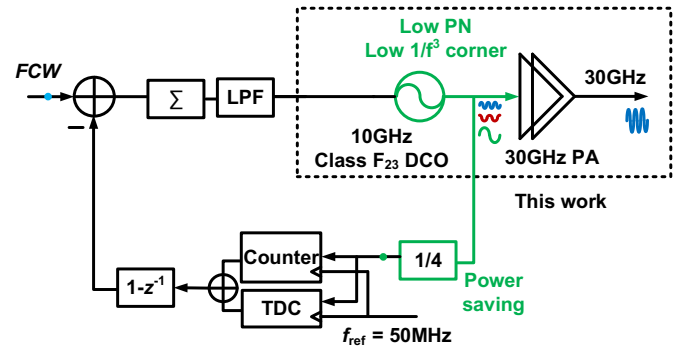 Low PN
Low 1/f³ corner
FCW
Σ
LPF
30GHz
10GHz
Class F₂₃ DCO
30GHz PA
This work
Counter
1/4
1-z⁻¹
TDC
Power
saving
f_ref = 50MHz